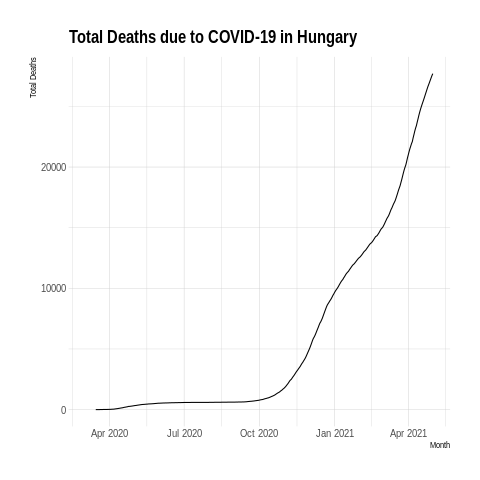 Total Deaths due to COVID-19 in Hungary
Total Deaths
20000
10000
0
Apr 2020 Jul 2020 Oct 2020 Jan 2021 Apr 2021
Month